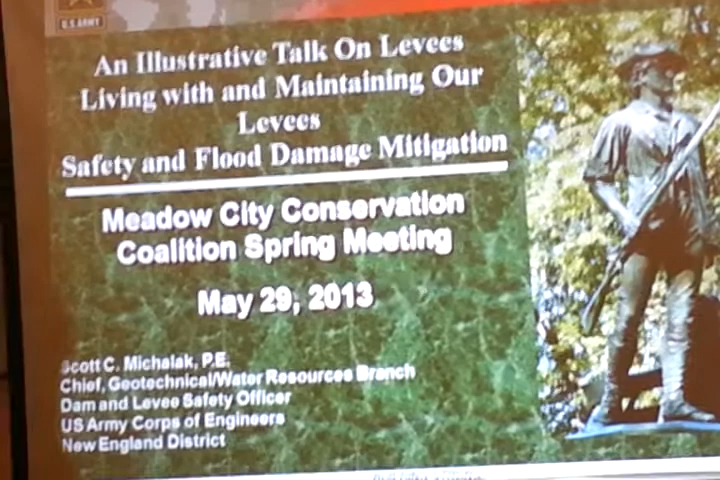 U.S. ARMY
An Illustrative Talk On Levees
Living with and Maintaining Our
Levees
Safety and Flood Damage Mitigation
Meadow City Conservation
Coalition Spring Meeting
May 29, 2013
Scott C. Michalak, P.E.
Chief, Geotechnical/Water Resources Branch
Dam and Levee Safety Officer
US Army Corps of Engineers
New England District